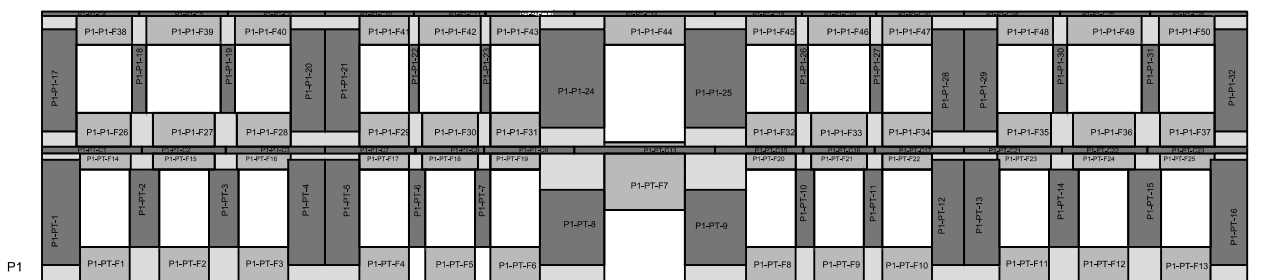 P1-P1-F38 P1-P1-F39 P1-P1-F40 P1-P1-F41 P1-P1-F42 P1-P1-F43 P1-P1-F44 P1-P1-F45 P1-P1-F46 P1-P1-F47 P1-P1-F48 P1-P1-F49 P1-P1-F50
P1-P1-17 P1-P1-18 P1-P1-19 P1-P1-20 P1-P1-21 P1-P1-22 P1-P1-23 P1-P1-24 P1-P1-25 P1-P1-26 P1-P1-27 P1-P1-28 P1-P1-29 P1-P1-30 P1-P1-31 P1-P1-32
P1-P1-F26 P1-P1-F27 P1-P1-F28 P1-P1-F29 P1-P1-F30 P1-P1-F31 P1-P1-F32 P1-P1-F33 P1-P1-F34 P1-P1-F35 P1-P1-F36 P1-P1-F37
P1-PT-F14 P1-PT-F15 P1-PT-F16 P1-PT-F17 P1-PT-F18 P1-PT-F19 P1-PT-F20 P1-PT-F21 P1-PT-F22 P1-PT-F23 P1-PT-F24 P1-PT-F25
P1-PT-F7
P1-PT-1 P1-PT-2 P1-PT-3 P1-PT-4 P1-PT-5 P1-PT-6 P1-PT-7 P1-PT-8 P1-PT-9 P1-PT-10 P1-PT-11 P1-PT-12 P1-PT-13 P1-PT-14 P1-PT-15 P1-PT-16
P1 P1-PT-F1 P1-PT-F2 P1-PT-F3 P1-PT-F4 P1-PT-F5 P1-PT-F6 P1-PT-F8 P1-PT-F9 P1-PT-F10 P1-PT-F11 P1-PT-F12 P1-PT-F13